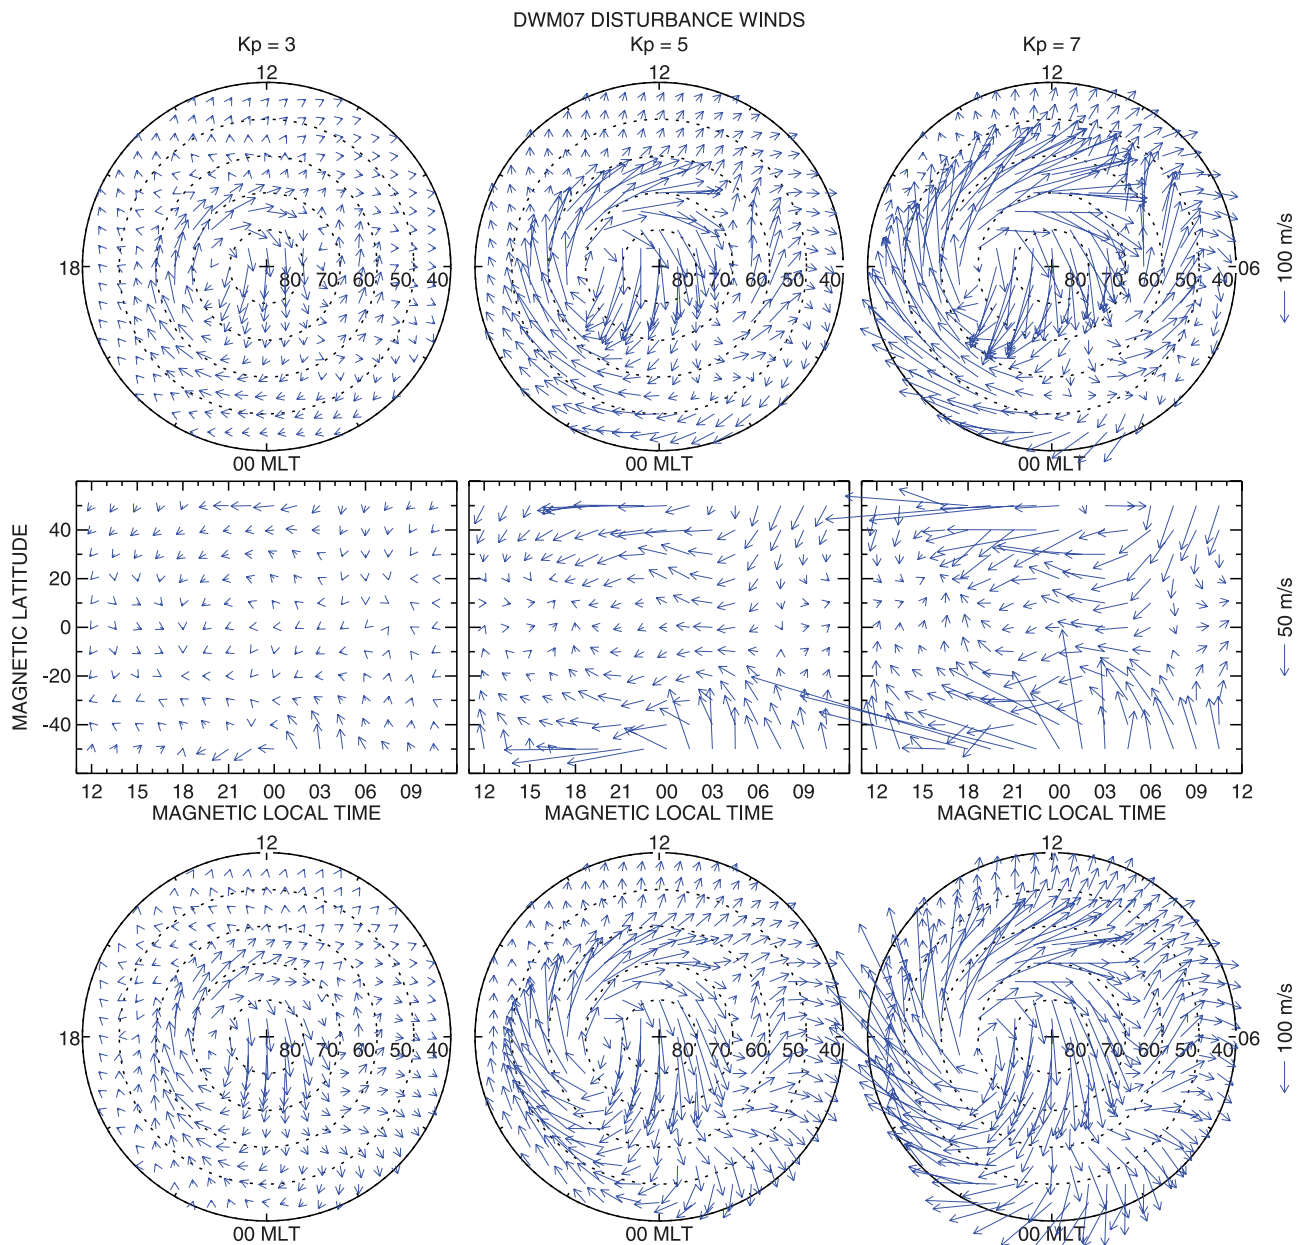 DWM07 DISTURBANCE WINDS
Kp = 3 Kp = 5 Kp = 7
12 12 12
18 80 70 60 50 40 80 70 60 50 40 80 70 60 50 40 06
100 m/s
00 MLT 00 MLT 00 MLT
MAGNETIC LATITUDE
40
20
0
-20
-40
50 m/s
12 15 18 21 00 03 06 09 12 15 18 21 00 03 06 09 12 15 18 21 00 03 06 09 12
MAGNETIC LOCAL TIME MAGNETIC LOCAL TIME MAGNETIC LOCAL TIME
12 12 12
18 80 70 60 50 40 80 70 60 50 40 80 70 60 50 40 06
100 m/s
00 MLT 00 MLT 00 MLT